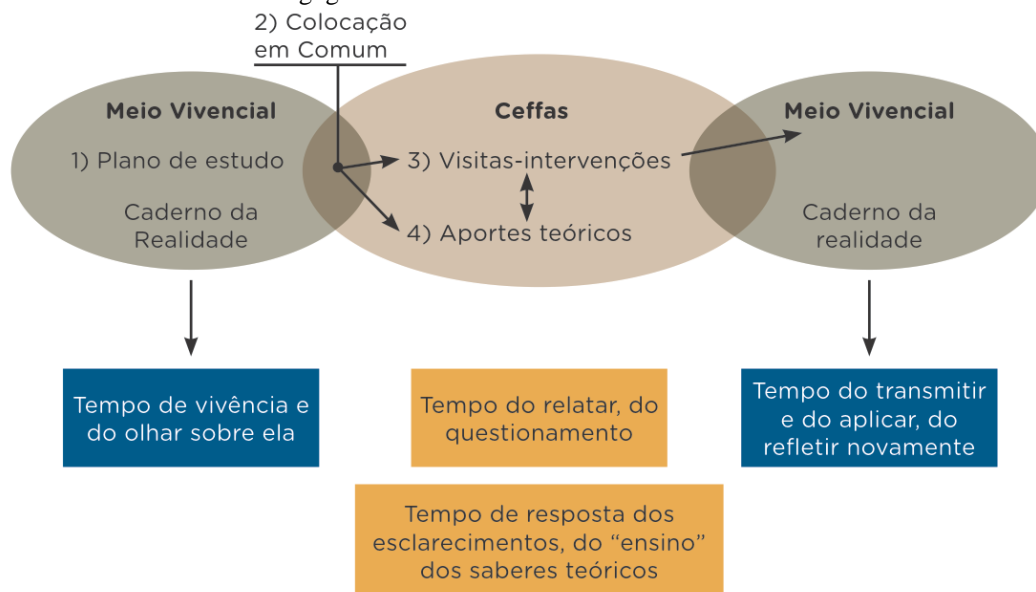 2) Colocação
em Comum
Meio Vivencial
1) Plano de estudo
Caderno da
Realidade
Ceffas
3) Visitas-intervenções
4) Aportes teóricos
Meio Vivencial
Caderno da
realidade
Tempo de vivência e
do olhar sobre ela
Tempo do relatar, do
questionamento
Tempo do transmitir
e do aplicar, do
refletir novamente
Tempo de resposta dos
esclarecimentos, do “ensino”
dos saberes teóricos